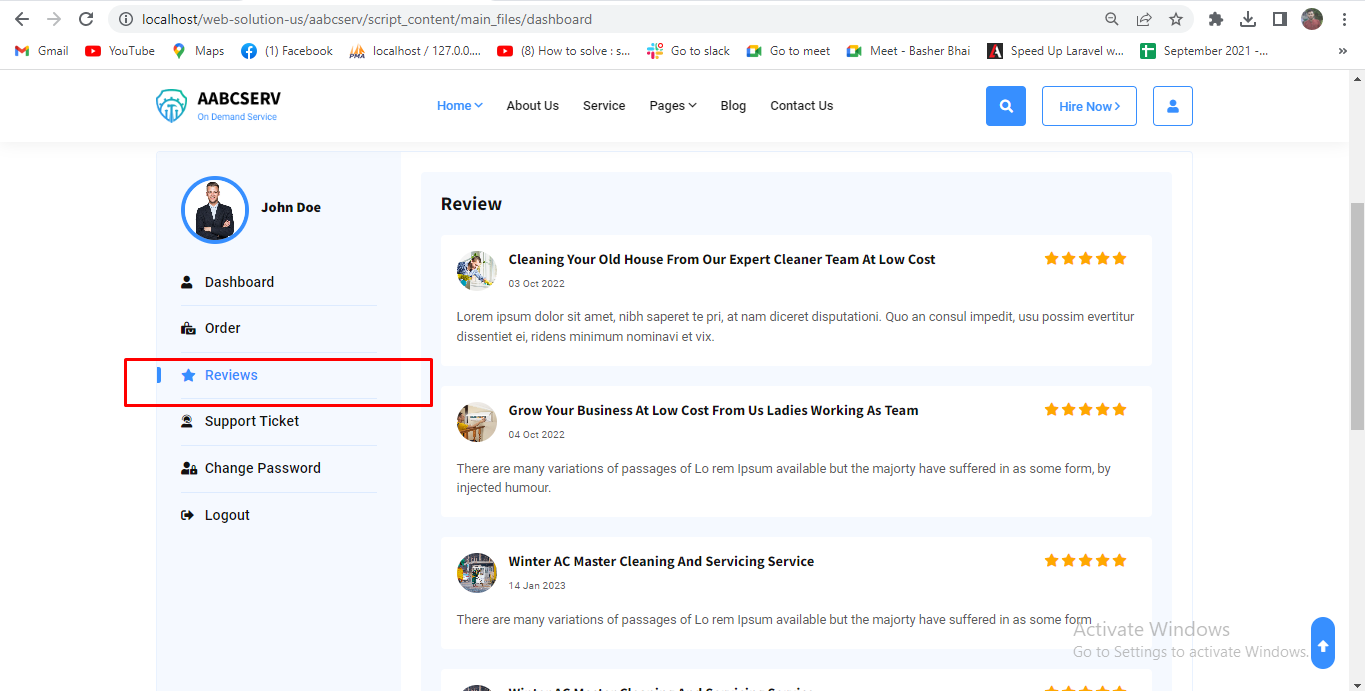 localhost/web-solution-us/aabcserv/script_content/main_files/dashboard
Gmail YouTube Maps (1) Facebook localhost / 127.0.0.... (8) How to solve : s... Go to slack Go to meet Meet - Basher Bhai Speed Up Laravel w... September 2021 -... »
AABCSERV
On Demand Service
Home About Us Service Pages Blog Contact Us Hire Now
John Doe
Dashboard
Order
Reviews
Support Ticket
Change Password
Logout
Review
Cleaning Your Old House From Our Expert Cleaner Team At Low Cost
03 Oct 2022
Lorem ipsum dolor sit amet, nibh saperet te pri, at nam diceret disputationi. Quo an consul impedit, usu possim evertitur
dissentiet ei, ridens minimum nominavi et vix.
Grow Your Business At Low Cost From Us Ladies Working As Team
04 Oct 2022
There are many variations of passages of Lo rem Ipsum available but the majorty have suffered in as some form, by
injected humour.
Winter AC Master Cleaning And Servicing Service
14 Jan 2023
There are many variations of passages of Lo rem Ipsum available but the majorty have suffered in as some form
Activate Windows
Go to Settings to activate Windows.
Winter AC Master Cleaning And Servicing Service